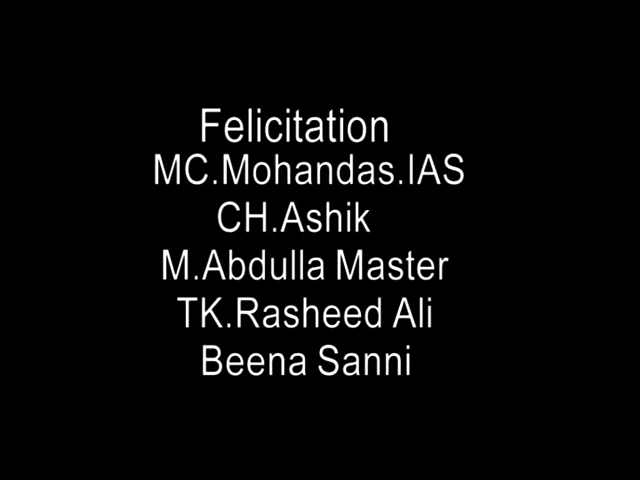 Felicitation
MC.Mohandas.IAS
CH.Ashik
M.Abdulla Master
TK.Rasheed Ali
Beena Sanni